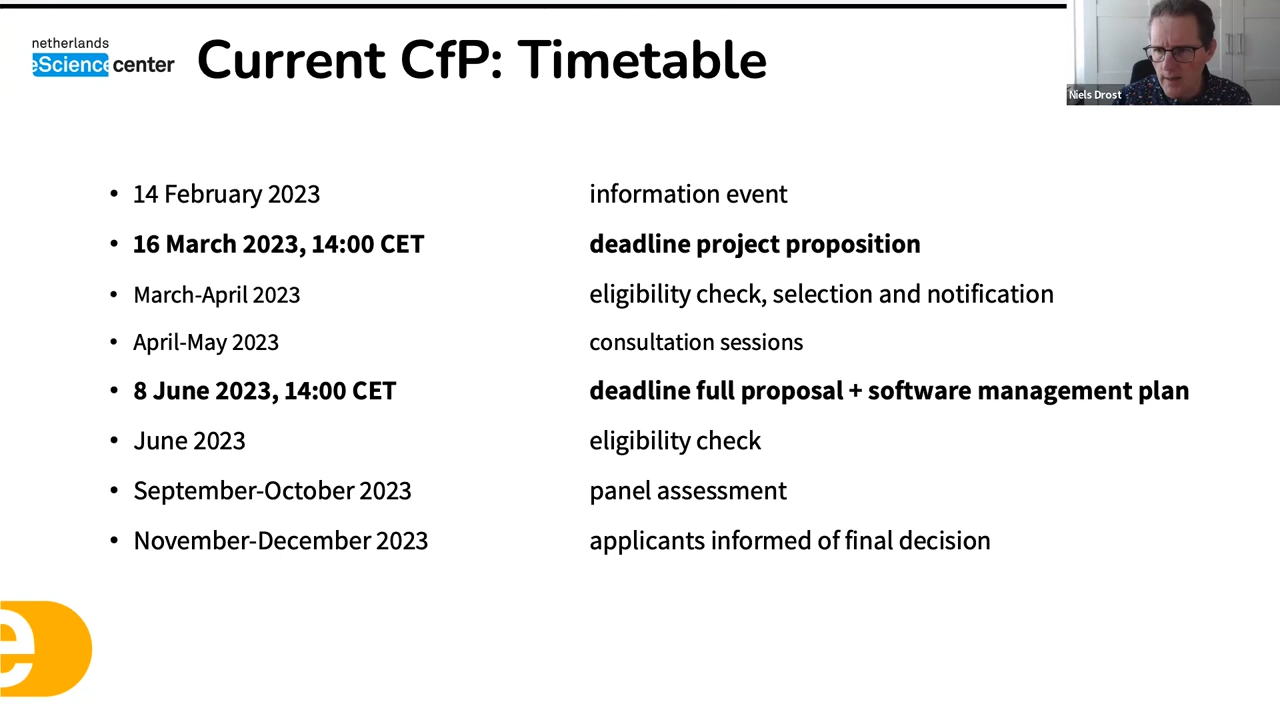 netherlands
eScience center
Current CfP: Timetable
Niels Drost
• 14 February 2023 information event
• 16 March 2023, 14:00 CET deadline project proposition
• March-April 2023 eligibility check, selection and notification
• April-May 2023 consultation sessions
• 8 June 2023, 14:00 CET deadline full proposal + software management plan
• June 2023 eligibility check
• September-October 2023 panel assessment
• November-December 2023 applicants informed of final decision
e